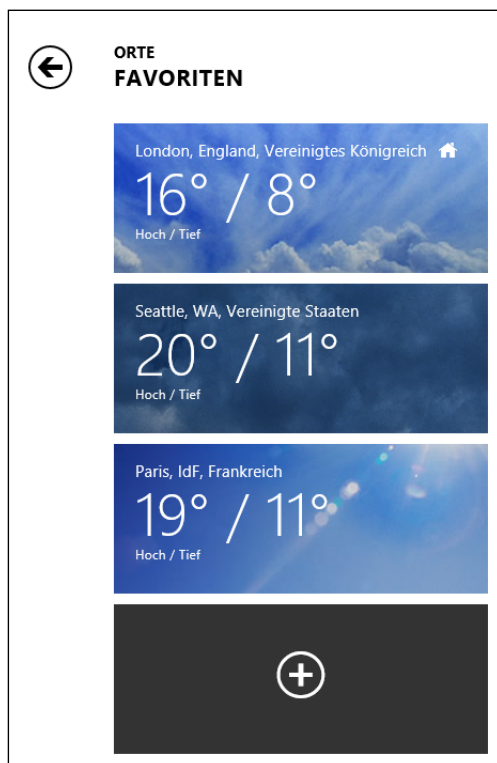 ORTE
FAVORITEN
London, England, Vereinigtes Königreich
16° / 8°
Hoch / Tief
Seattle, WA, Vereinigte Staaten
20° / 11°
Hoch / Tief
Paris, IdF, Frankreich
19° / 11°
Hoch / Tief